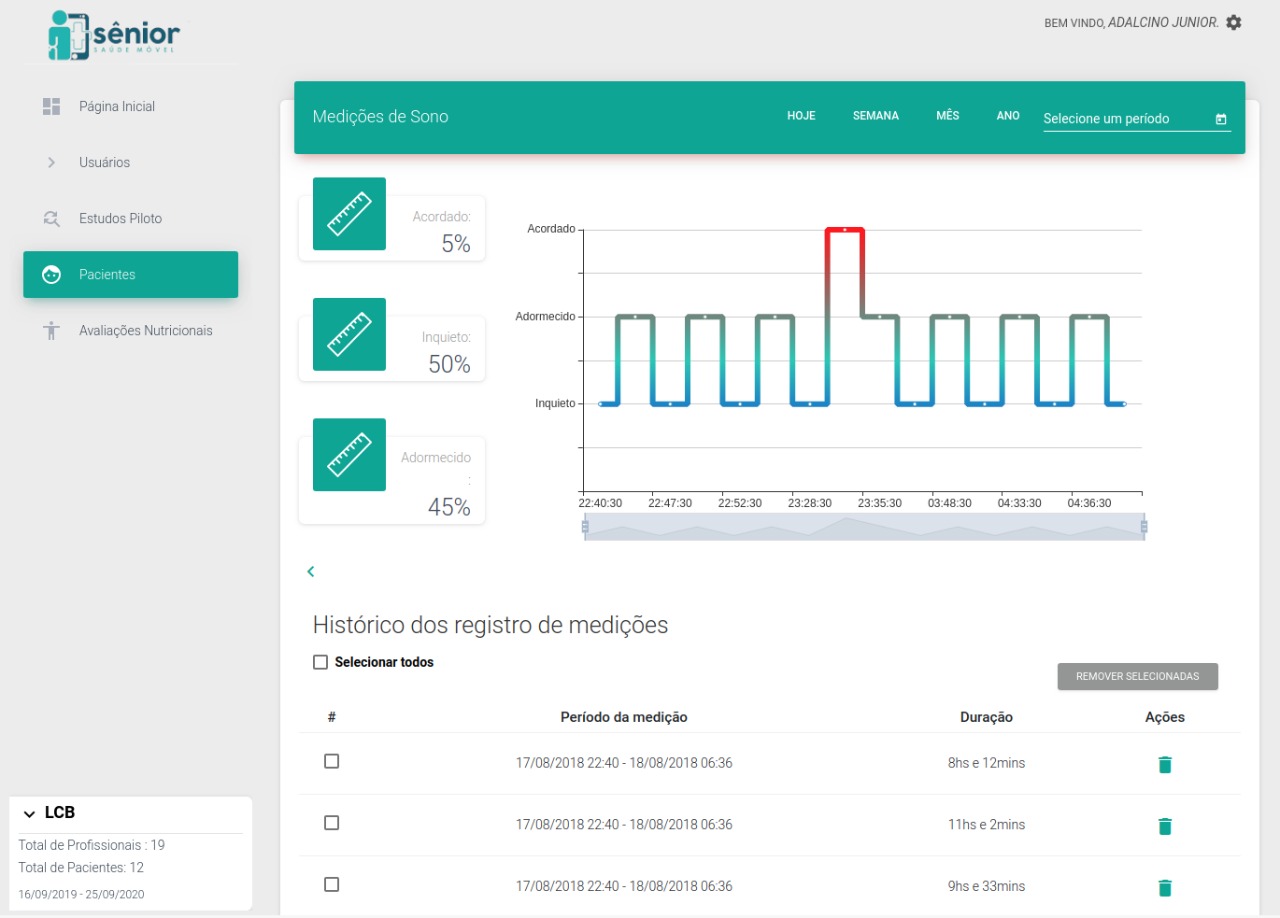 sênior
SAÚDE MÓVEL
BEM VINDO, ADALCINO JUNIOR.
Página Inicial
Usuários
Estudos Piloto
Pacientes
Avaliações Nutricionais
Medições de Sono
HOJE
SEMANA
MÊS
ANO
Selecione um período
Acordado:
5%
Inquieto:
50%
Adormecido
:
45%
Acordado
Adormecido
Inquieto
22:40:30 22:47:30 22:52:30 23:28:30 23:35:30 03:48:30 04:33:30 04:36:30
Histórico dos registro de medições
Selecionar todos
REMOVER SELECIONADAS
# Período da medição Duração Ações
17/08/2018 22:40 - 18/08/2018 06:36 8hs e 12mins
17/08/2018 22:40 - 18/08/2018 06:36 11hs e 2mins
17/08/2018 22:40 - 18/08/2018 06:36 9hs e 33mins
LCB
Total de Profissionais : 19
Total de Pacientes: 12
16/09/2019 - 25/09/2020